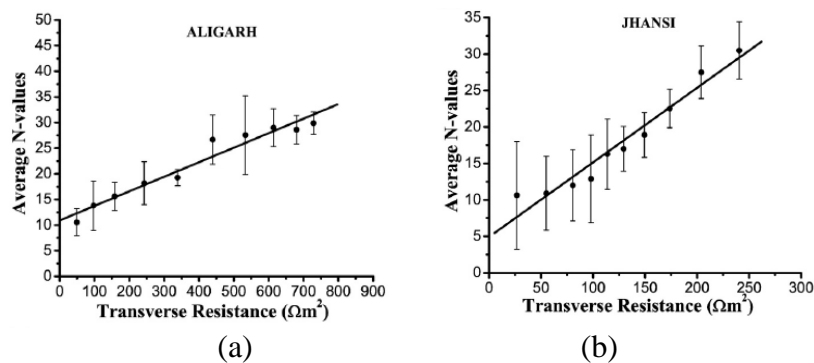 ALIGARH
50
45
40
35
30
25
20
15
10
5
0
Average N-values
0 100 200 300 400 500 600 700 800 900
Transverse Resistance (Ωm²)
(a)
JHANSI
35
30
25
20
15
10
5
0
Average N-values
0 50 100 150 200 250 300
Transverse Resistance (Ωm²)
(b)